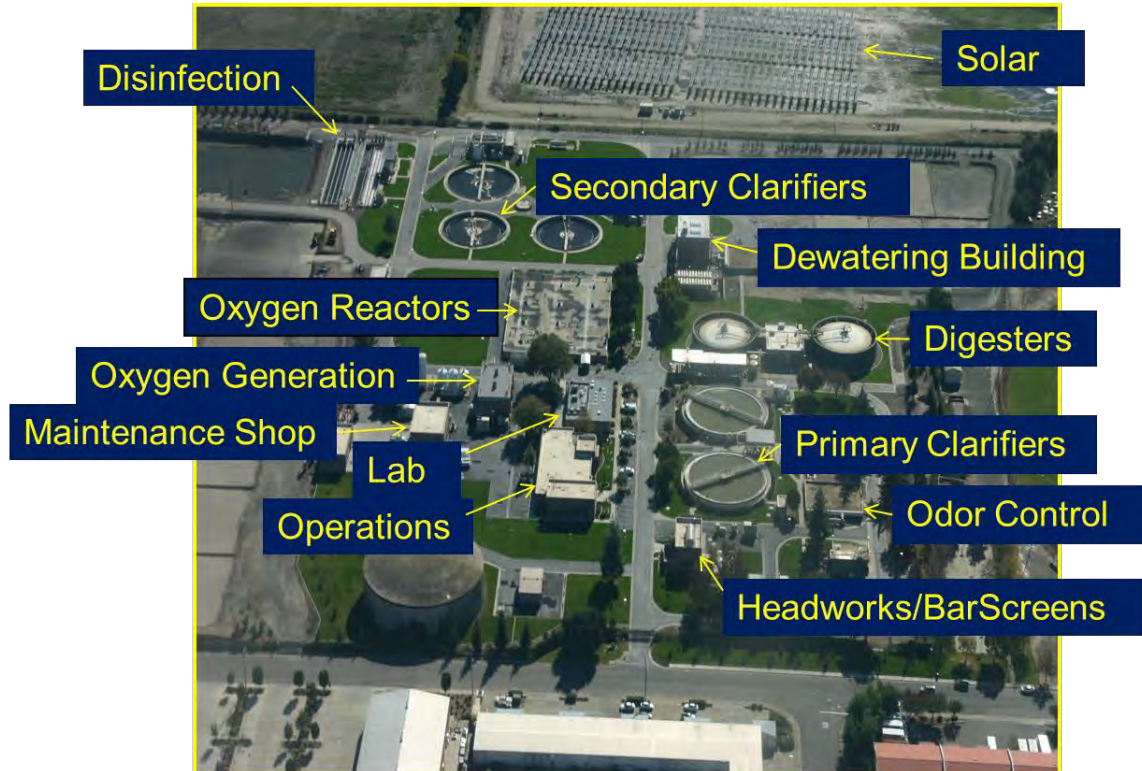 Solar
Disinfection
Secondary Clarifiers
Dewatering Building
Oxygen Reactors
Digesters
Oxygen Generation
Maintenance Shop
Primary Clarifiers
Lab
Odor Control
Operations
Headworks/BarScreens